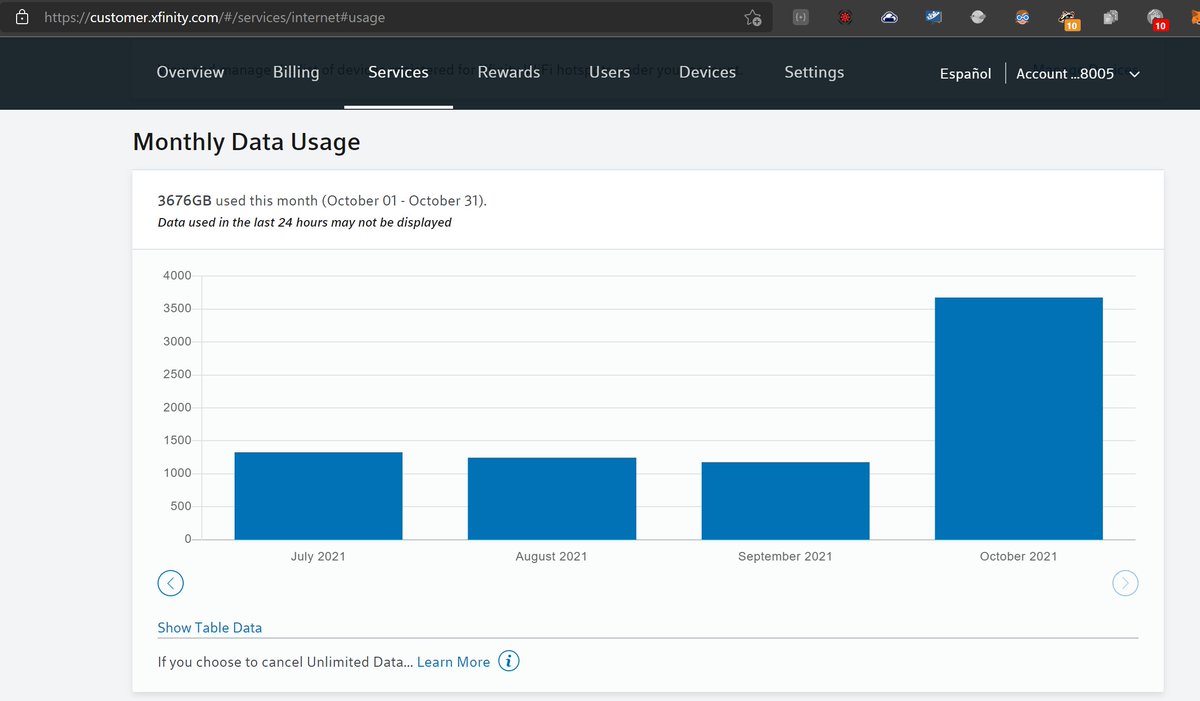 https://customer.xfinity.com/#/services/internet#usage
10
10
Overview Billing Services Rewards Users Devices Settings Español Account ...8005
Monthly Data Usage
3676GB used this month (October 01 - October 31).
Data used in the last 24 hours may not be displayed
4000
3500
3000
2500
2000
1500
1000
500
0
July 2021 August 2021 September 2021 October 2021
Show Table Data
If you choose to cancel Unlimited Data... Learn More